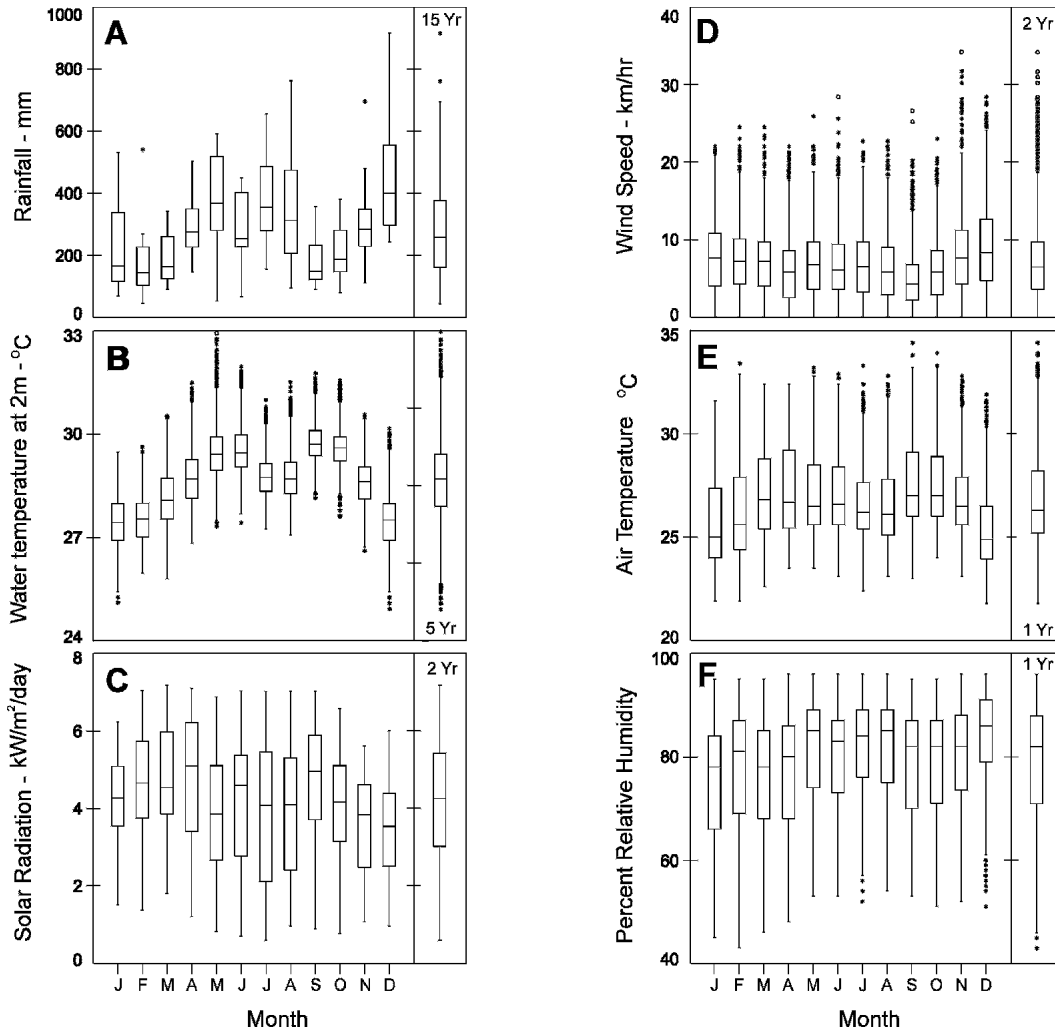 A
15 Yr
Rainfall - mm
1000
800
600
400
200
0
B
5 Yr
Water temperature at 2m - °C
33
30
27
24
C
2 Yr
Solar Radiation - kW/m²/day
8
6
4
2
0
J F M A M J J A S O N D
Month
D
2 Yr
Wind Speed - km/hr
40
30
20
10
0
E
1 Yr
Air Temperature °C
35
30
25
20
F
1 Yr
Percent Relative Humidity
100
80
60
40
J F M A M J J A S O N D
Month